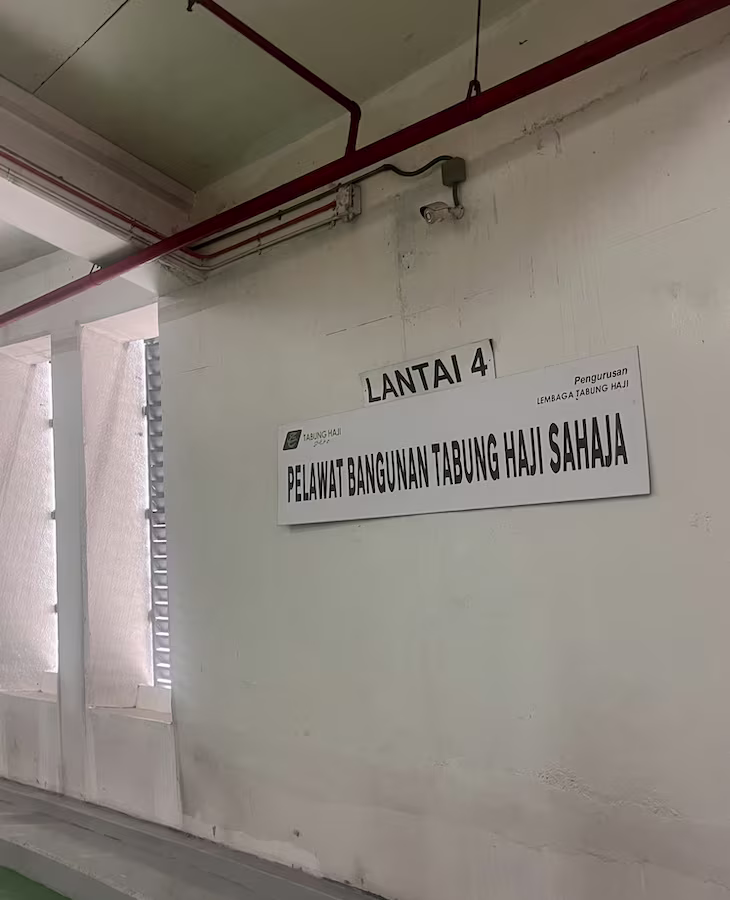 LANTAI 4
Pengurusan
LEMBAGA TABUNG HAJI
TABUNG HAJI
PELAWAT BANGUNAN TABUNG HAJI SAHAJA